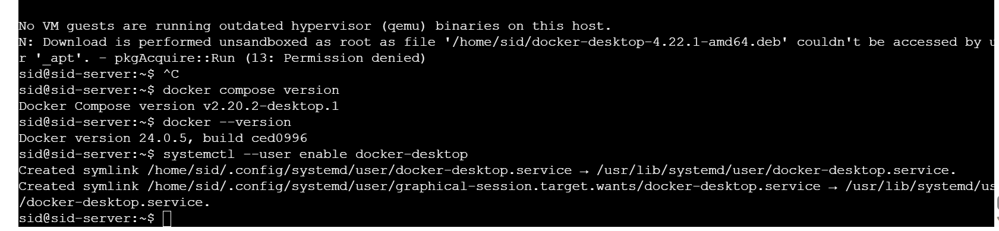 No VM guests are running outdated hypervisor (qemu) binaries on this host.
N: Download is performed unsandboxed as root as file '/home/sid/docker-desktop-4.22.1-amd64.deb' couldn't be accessed by u
r '_apt'. - pkgAcquire::Run (13: Permission denied)
sid@sid-server:~$ ^C
sid@sid-server:~$ docker compose version
Docker Compose version v2.20.2-desktop.1
sid@sid-server:~$ docker --version
Docker version 24.0.5, build ced0996
sid@sid-server:~$ systemctl --user enable docker-desktop
Created symlink /home/sid/.config/systemd/user/docker-desktop.service → /usr/lib/systemd/user/docker-desktop.service.
Created symlink /home/sid/.config/systemd/user/graphical-session.target.wants/docker-desktop.service → /usr/lib/systemd/us
/docker-desktop.service.
sid@sid-server:~$